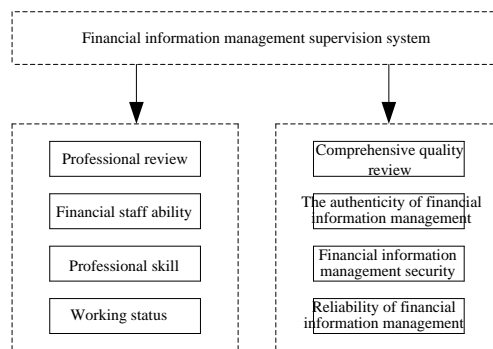 Financial information management supervision system
Professional review
Financial staff ability
Professional skill
Working status
Comprehensive quality
review
The authenticity of financial
information management
Financial information
management security
Reliability of financial
information management